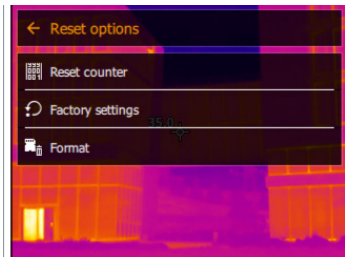 Reset options
Reset counter
Factory settings
35.0
Format